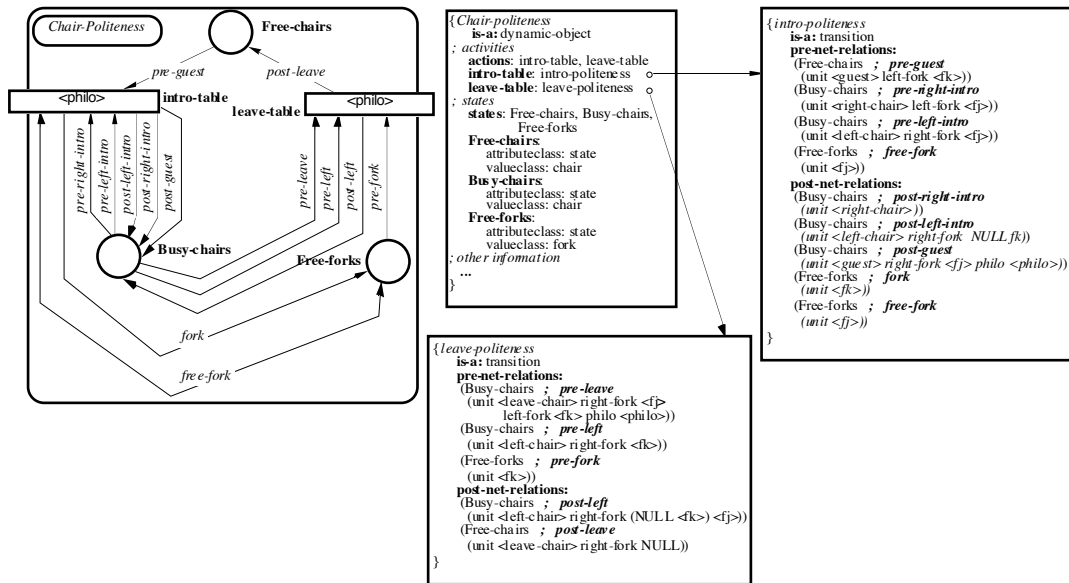 Chair-Politeness
Free-chairs
pre-guest
post-leave
<philo>
intro-table
<philo>
leave-table
pre-right-intro
pre-left-intro
post-left-intro
post-right-intro
post-guest
pre-leave
pre-left
post-left
pre-fork
Busy-chairs
Free-forks
fork
free-fork
{Chair-politeness
is-a: dynamic-object
; activities
actions: intro-table, leave-table
intro-table: intro-politeness
leave-table: leave-politeness
; states
states: Free-chairs, Busy-chairs,
Free-forks
Free-chairs:
attributeclass: state
valueclass: chair
Busy-chairs:
attributeclass: state
valueclass: chair
Free-forks:
attributeclass: state
valueclass: fork
; other information
...
}
{intro-politeness
is-a: transition
pre-net-relations:
(Free-chairs ; pre-guest
(unit <guest> left-fork <fk>))
(Busy-chairs ; pre-right-intro
(unit <right-chair> left-fork <fj>))
(Busy-chairs ; pre-left-intro
(unit <left-chair> right-fork <fj>))
(Free-forks ; free-fork
(unit <fj>))
post-net-relations:
(Busy-chairs ; post-right-intro
(unit <right-chair>))
(Busy-chairs ; post-left-intro
(unit <left-chair> right-fork NULL fk))
(Busy-chairs ; post-guest
(unit <guest> right-fork <fj> philo <philo>))
(Free-forks ; fork
(unit <fk>))
(Free-forks ; free-fork
(unit <fj>))
}
{leave-politeness
is-a: transition
pre-net-relations:
(Busy-chairs ; pre-leave
(unit <leave-chair> right-fork <fj>
left-fork <fk> philo <philo>))
(Busy-chairs ; pre-left
(unit <left-chair> right-fork <fk>))
(Free-forks ; pre-fork
(unit <fk>))
post-net-relations:
(Busy-chairs ; post-left
(unit <left-chair> right-fork (NULL <fk>) <fj>))
(Free-chairs ; post-leave
(unit <leave-chair> right-fork NULL))
}